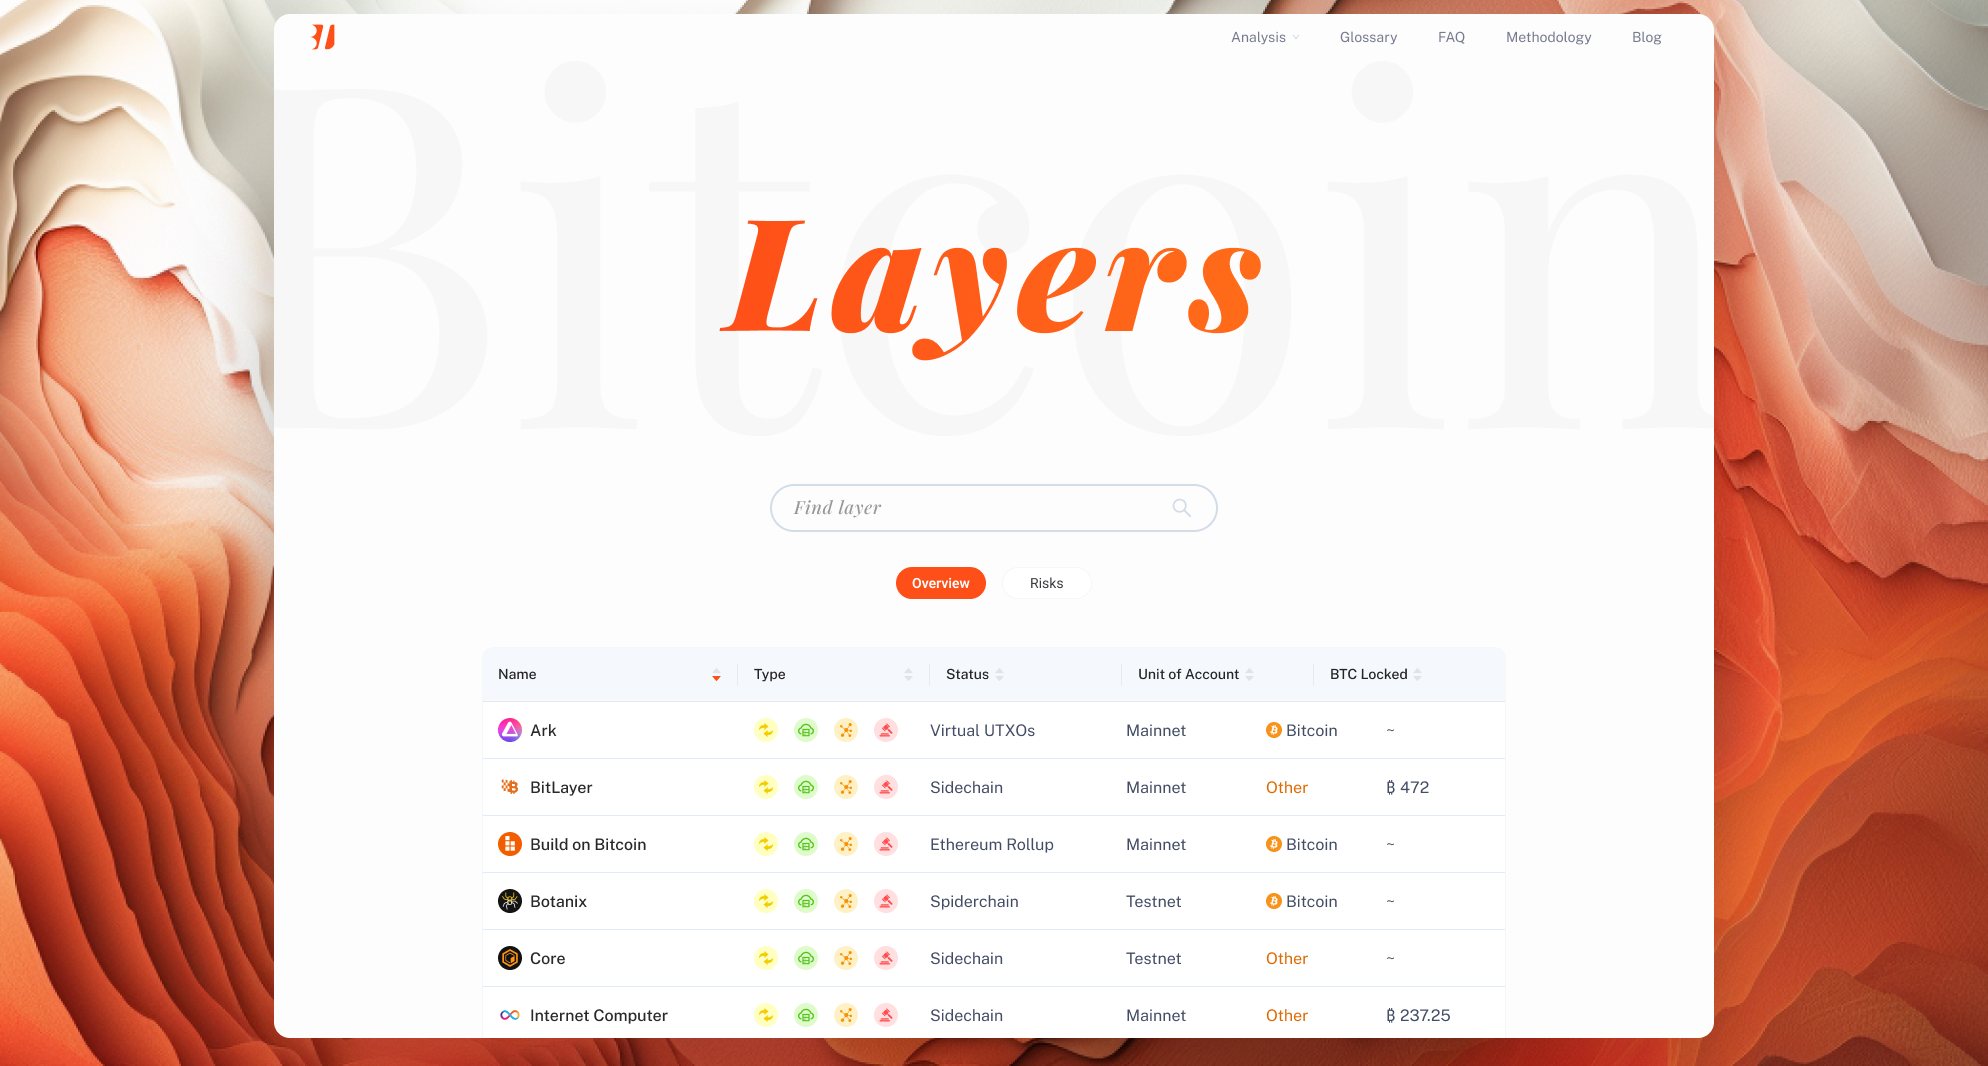 Analysis Glossary FAQ Methodology Blog
Bitcoin
Layers
Find layer
Overview Risks
Name Type Status Unit of Account BTC Locked
Ark Virtual UTXOs Mainnet Bitcoin ~
BitLayer Sidechain Mainnet Other ₿ 472
Build on Bitcoin Ethereum Rollup Mainnet Bitcoin ~
Botanix Spiderchain Testnet Bitcoin ~
Core Sidechain Testnet Other ~
Internet Computer Sidechain Mainnet Other ₿ 237.25